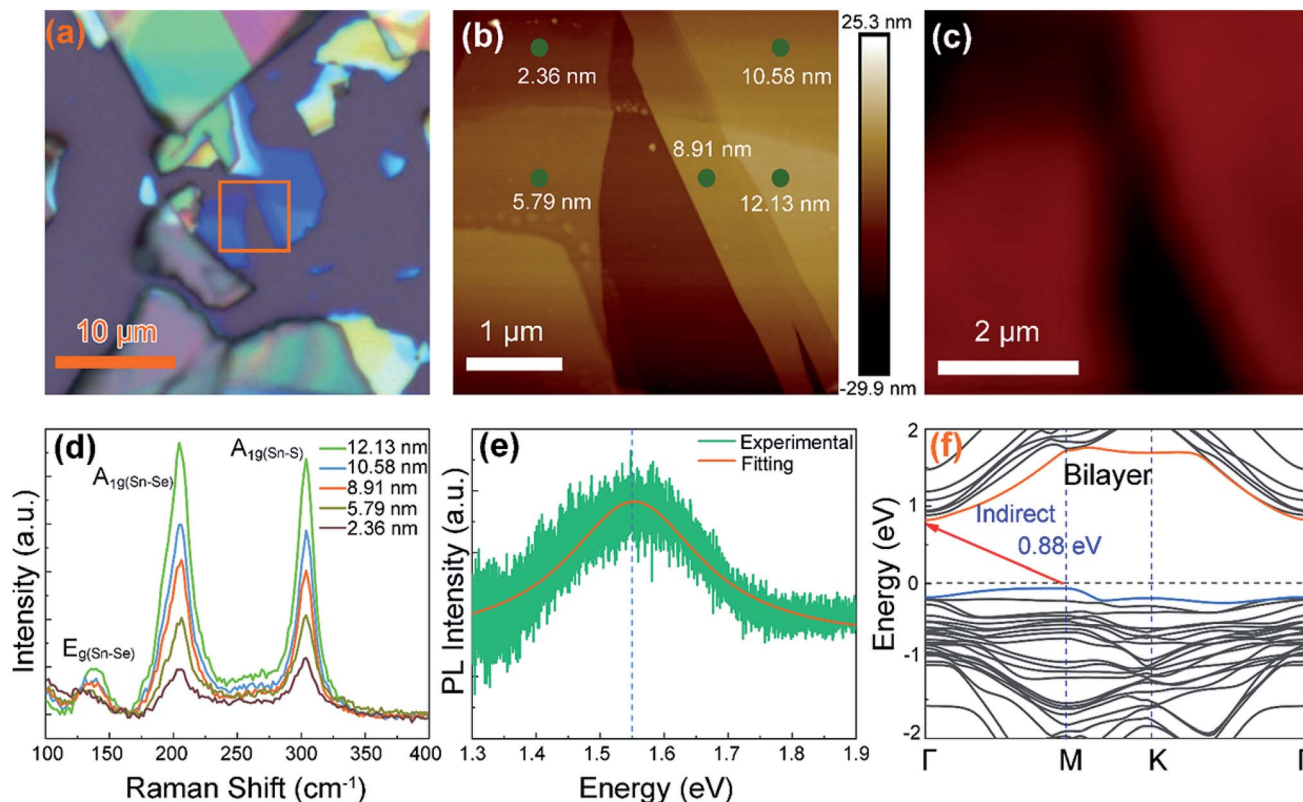 (a)
10 μm
(b)
2.36 nm
10.58 nm
8.91 nm
5.79 nm
12.13 nm
1 μm
25.3 nm
-29.9 nm
(c)
2 μm
(d)
A1g(Sn-Se)
A1g(Sn-S)
Eg(Sn-Se)
12.13 nm
10.58 nm
8.91 nm
5.79 nm
2.36 nm
Intensity (a.u.)
100 150 200 250 300 350 400
Raman Shift (cm⁻¹)
(e)
Experimental
Fitting
PL Intensity (a.u.)
1.3 1.4 1.5 1.6 1.7 1.8 1.9
Energy (eV)
(f)
Bilayer
Indirect
0.88 eV
Energy (eV)
2
1
0
-1
-2
Γ M K Γ